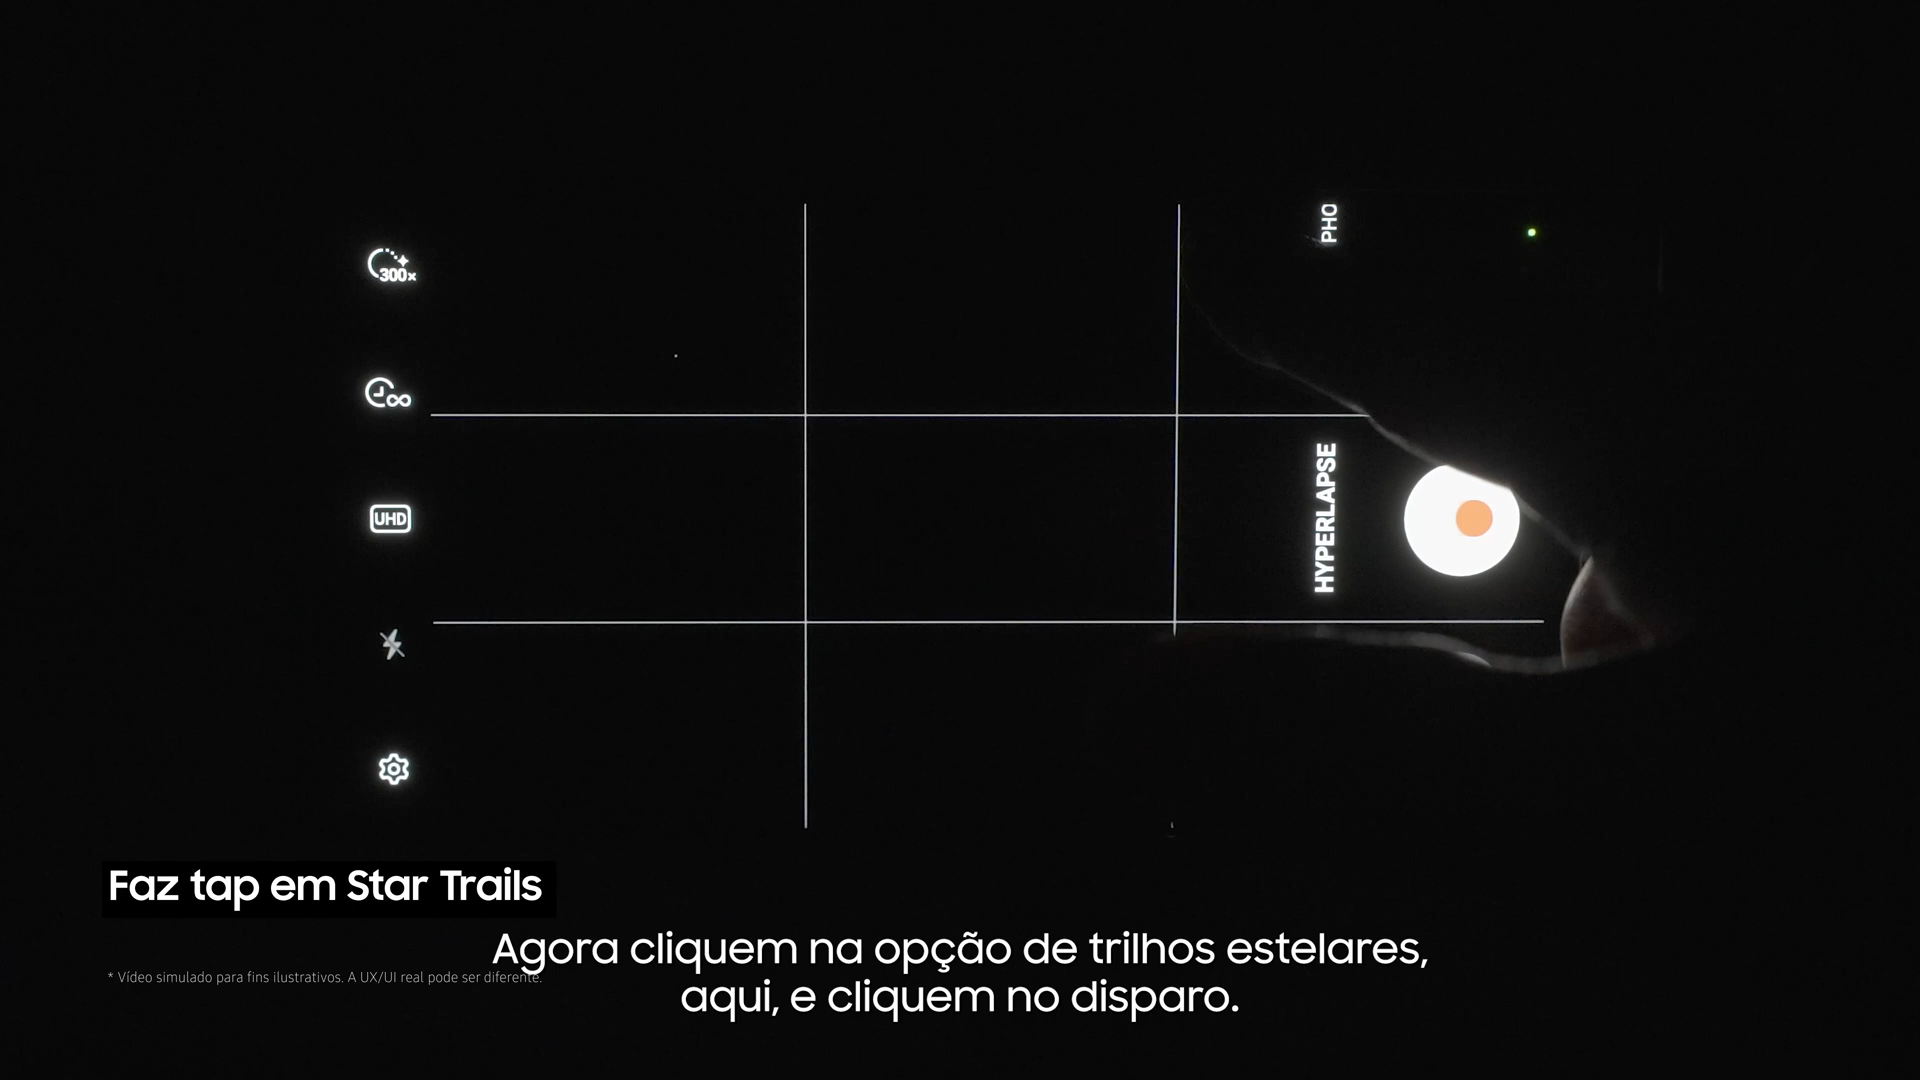 300x
PHO
∞
UHD
HYPERLAPSE
Faz tap em Star Trails
Agora cliquem na opção de trilhos estelares,
* Vídeo simulado para fins ilustrativos. A UX/UI real pode ser diferente.
aqui, e cliquem no disparo.